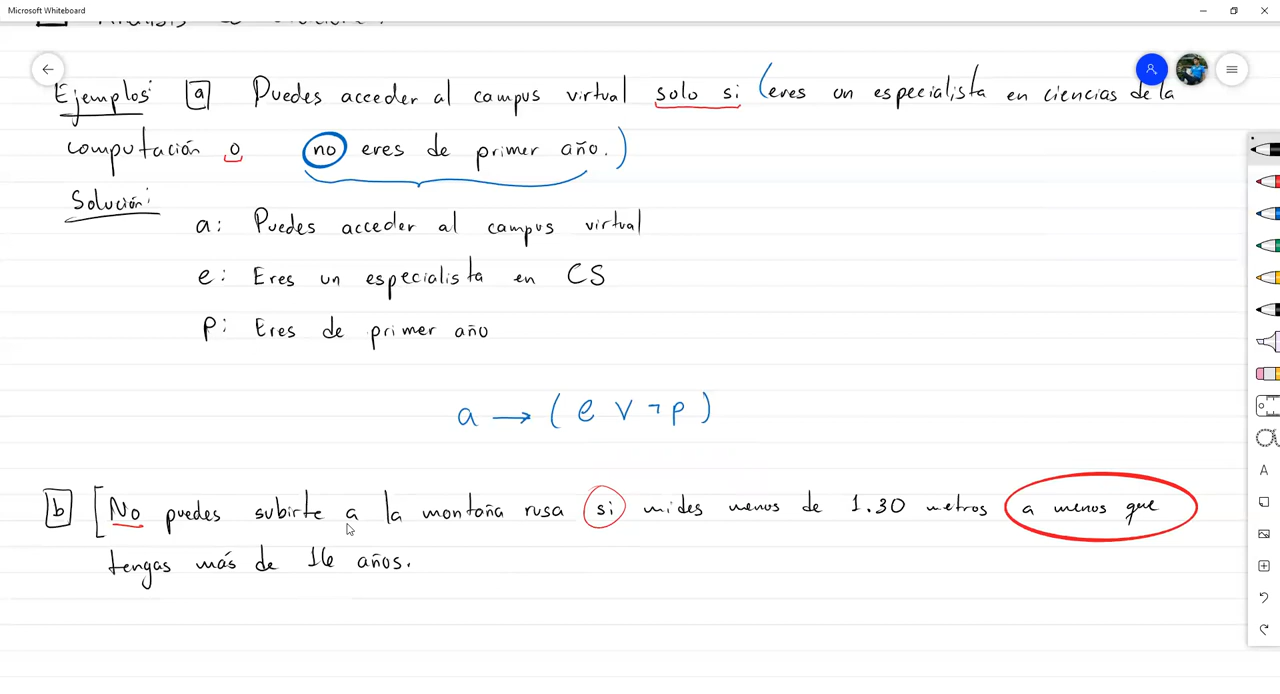 Microsoft Whiteboard
Ejemplos: a Puedes acceder al campus virtual solo si (eres un especialista en ciencias de la
computación o no eres de primer año.)
Solución:
a: Puedes acceder al campus virtual
e: Eres un especialista en CS
p: Eres de primer año
a → ( e ∨ ¬p )
b [No puedes subirte a la montaña rusa si mides menos de 1.30 metros a menos que
tengas más de 16 años.